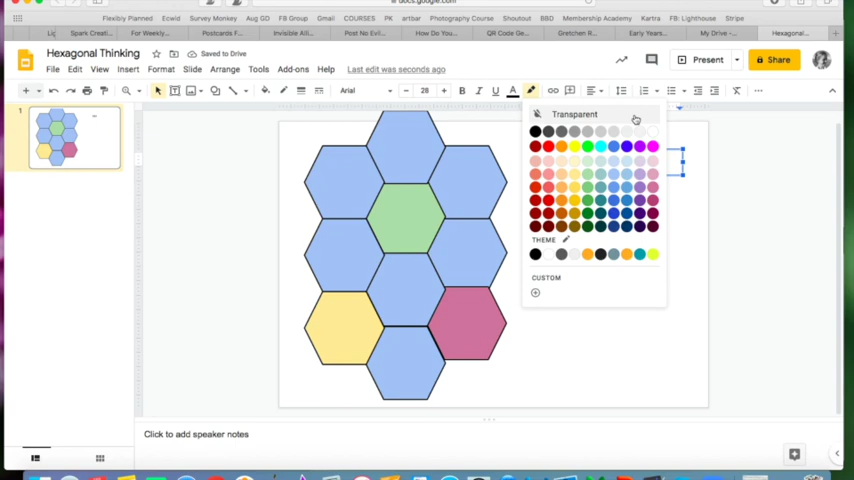 docs.google.com
Flexibly Planned Ecwid Survey Monkey Aug GD FB Group Gmail COURSES PK artbar Photography Course Shoutout BBD Membership Academy Kartra FB: Lighthouse Stripe
Spark Creati... For Weekly... Postcards F... Invisible Alli... Post No Evil... How Do You... QR Code Ge... Gretchen R... Early Years... My Drive -... Hexagonal...
Hexagonal Thinking Saved to Drive
File Edit View Insert Format Slide Arrange Tools Add-ons Help Last edit was seconds ago
Present Share
Arial 28 B I U A
1
Transparent
THEME
CUSTOM
Click to add speaker notes